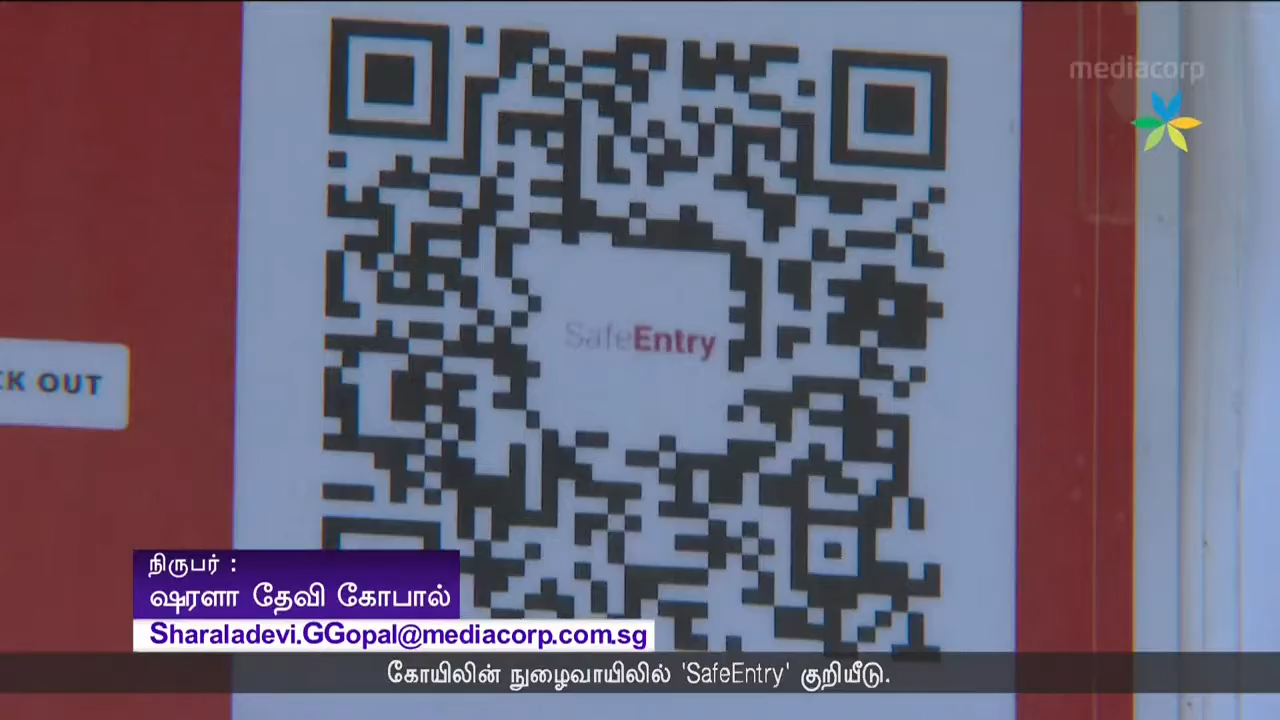 mediacorp
SafeEntry
CK OUT
நிருபர் :
ஷரளா தேவி கோபால்
Sharaladevi.GGopal@mediacorp.com.sg
கோயிலின் நுழைவாயிலில் 'SafeEntry' குறியீடு.